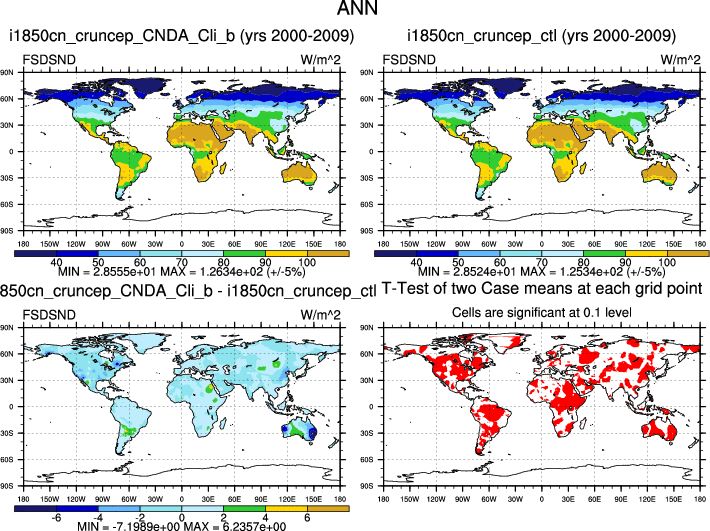 ANN
i1850cn_cruncep_CNDA_Cli_b (yrs 2000-2009)
i1850cn_cruncep_ctl (yrs 2000-2009)
FSDSND W/m^2
FSDSND W/m^2
90N
60N
30N
0
30S
60S
90S
180 150W 120W 90W 60W 30W 0 30E 60E 90E 120E 150E 180
90N
60N
30N
0
30S
60S
90S
180 150W 120W 90W 60W 30W 0 30E 60E 90E 120E 150E 180
40 50 60 80 90 100
MIN = 2.8555e+01 MAX = 1.2634e+02 (+/-5%)
40 50 60 80 90 100
MIN = 2.8524e+01 MAX = 1.2534e+02 (+/-5%)
850cn_cruncep_CNDA_Cli_b - i1850cn_cruncep_ctl
T-Test of two Case means at each grid point
FSDSND W/m^2
Cells are significant at 0.1 level
90N
60N
30N
0
30S
60S
90S
180 150W 120W 90W 60W 30W 0 30E 60E 90E 120E 150E 180
90N
60N
30N
0
30S
60S
90S
180 150W 120W 90W 60W 30W 0 30E 60E 90E 120E 150E 180
-6 -4 -2 0 2 4 6
MIN = -7.1989e+00 MAX = 6.2357e+00